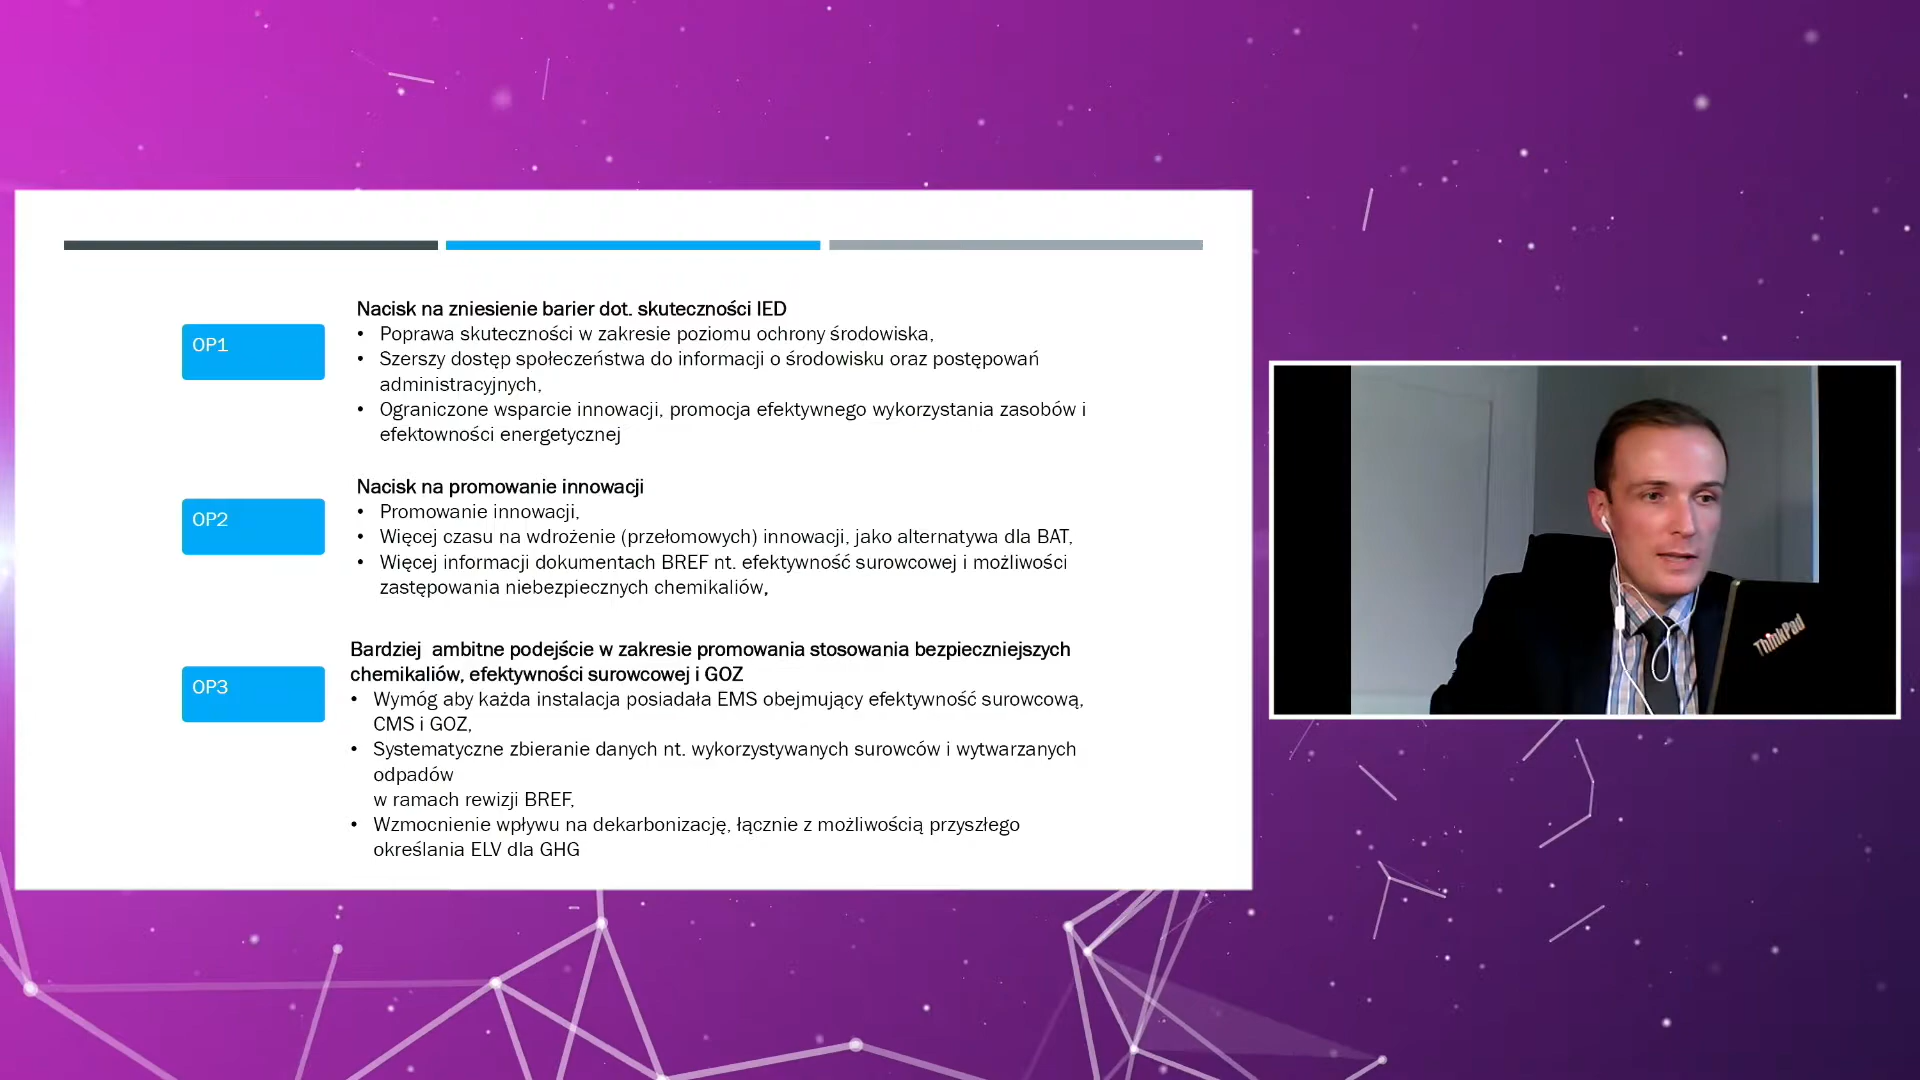 OP1
Nacisk na zniesienie barier dot. skuteczności IED
• Poprawa skuteczności w zakresie poziomu ochrony środowiska,
• Szerszy dostęp społeczeństwa do informacji o środowisku oraz postępowań
administracyjnych,
• Ograniczone wsparcie innowacji, promocja efektywnego wykorzystania zasobów i
efektowności energetycznej
OP2
Nacisk na promowanie innowacji
• Promowanie innowacji,
• Więcej czasu na wdrożenie (przełomowych) innowacji, jako alternatywa dla BAT,
• Więcej informacji dokumentach BREF nt. efektywność surowcowej i możliwości
zastępowania niebezpiecznych chemikaliów,
OP3
Bardziej  ambitne podejście w zakresie promowania stosowania bezpieczniejszych
chemikaliów, efektywności surowcowej i GOZ
• Wymóg aby każda instalacja posiadała EMS obejmujący efektywność surowcową,
CMS i GOZ,
• Systematyczne zbieranie danych nt. wykorzystywanych surowców i wytwarzanych
odpadów
w ramach rewizji BREF,
• Wzmocnienie wpływu na dekarbonizację, łącznie z możliwością przyszłego
określania ELV dla GHG
ThinkPad